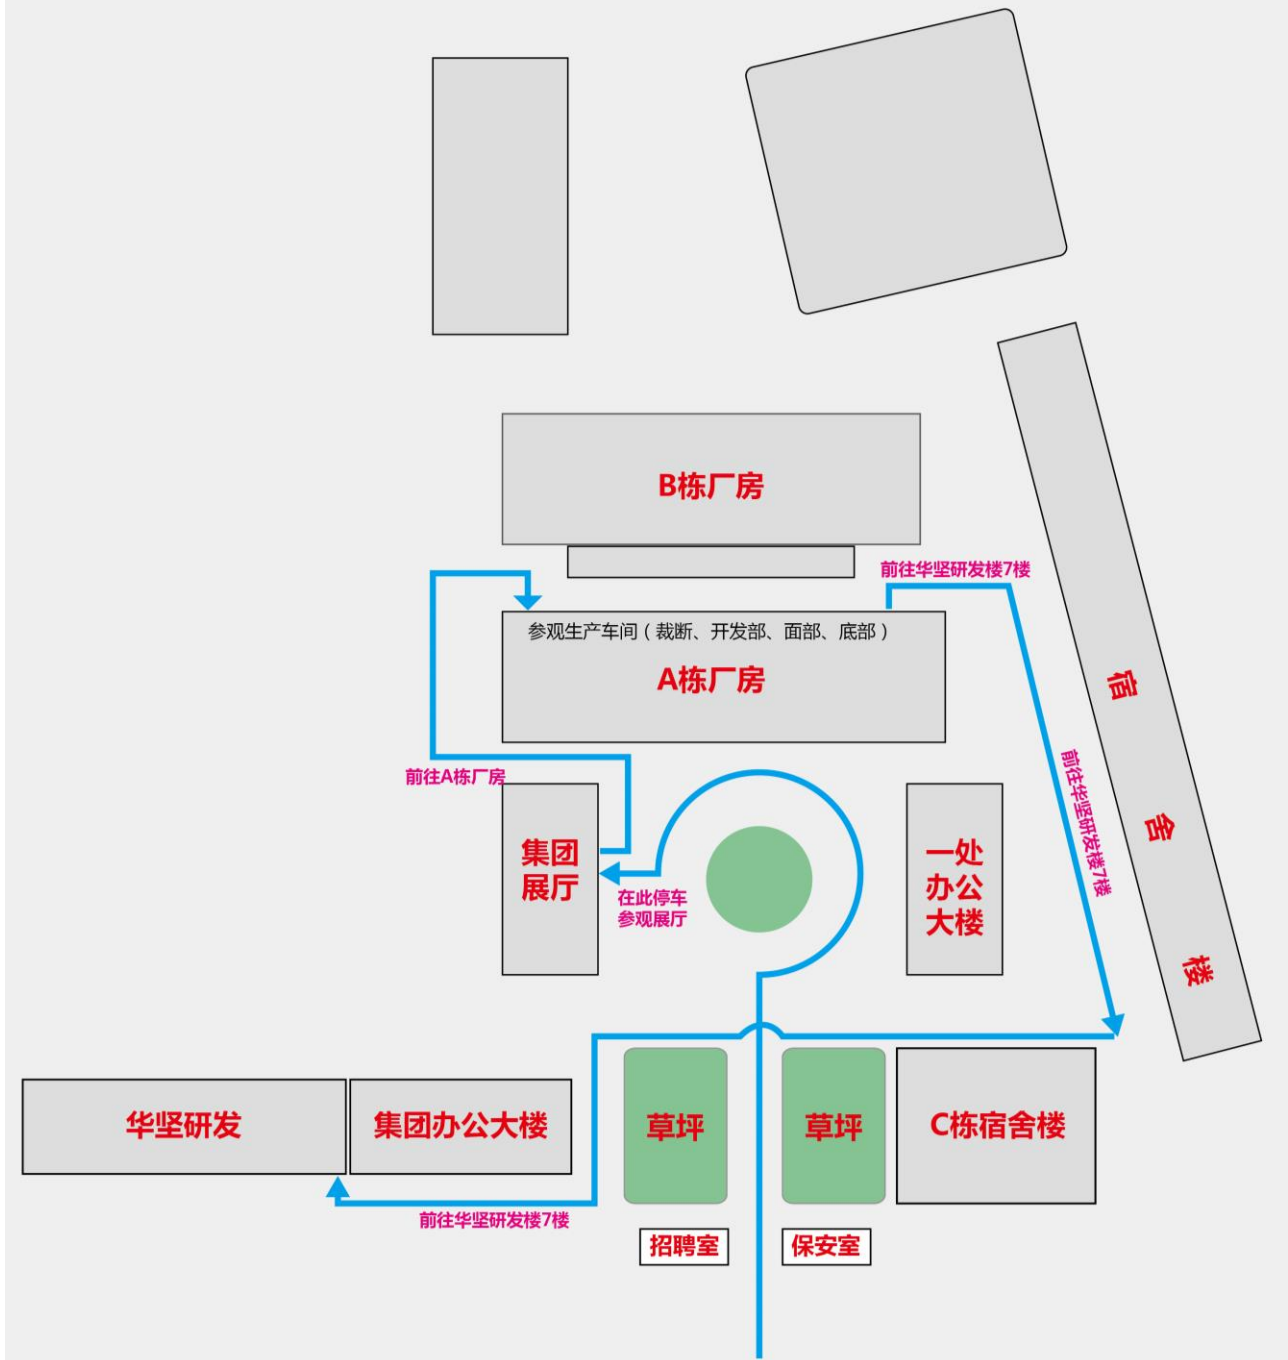 B栋厂房
前往华坚研发楼7楼
参观生产车间（裁断、开发部、面部、底部）
A栋厂房
宿舍楼
前往A栋厂房
前往华坚研发楼7楼
集团
展厅
在此停车
参观展厅
一处
办公
大楼
华坚研发
集团办公大楼
草坪
草坪
C栋宿舍楼
前往华坚研发楼7楼
招聘室
保安室